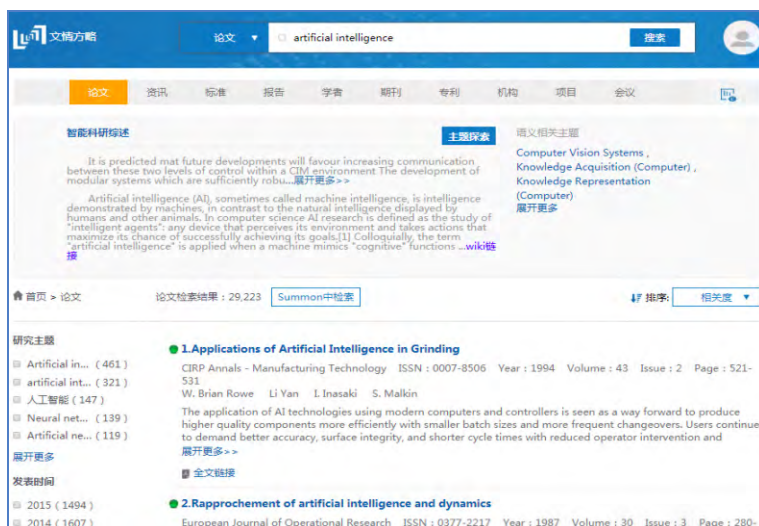 文情方略
论文 ▼
artificial intelligence
搜索
论文 资讯 标准 报告 学者 期刊 专利 机构 项目 会议
智能科研综述
主题探索
It is predicted mat future developments will favour increasing communication
between these two levels of control within a CIM environment The development of
modular systems which are sufficiently robu...展开更多>>
Artificial intelligence (AI), sometimes called machine intelligence, is intelligence
demonstrated by machines, in contrast to the natural intelligence displayed by
humans and other animals. In computer science AI research is defined as the study of
"intelligent agents": any device that perceives its environment and takes actions that
maximize its chance of successfully achieving its goals.[1] Colloquially, the term
"artificial intelligence" is applied when a machine mimics "cognitive" functions ...wiki链
接
语义相关主题
Computer Vision Systems ,
Knowledge Acquisition (Computer) ,
Knowledge Representation
(Computer)
展开更多
首页 > 论文
论文检索结果：29,223
Summon中检索
排序:
相关度 ▼
研究主题
Artificial in... ( 461 )
artificial int... ( 321 )
人工智能 ( 147 )
Neural net... ( 139 )
Artificial ne... ( 119 )
展开更多
发表时间
2015 ( 1494 )
2014 ( 1607 )
1.Applications of Artificial Intelligence in Grinding
CIRP Annals - Manufacturing Technology ISSN : 0007-8506 Year : 1994 Volume : 43 Issue : 2 Page : 521-
531
W. Brian Rowe Li Yan I. Inasaki S. Malkin
The application of AI technologies using modern computers and controllers is seen as a way forward to produce
higher quality components more efficiently with smaller batch sizes and more frequent changeovers. Users continue
to demand better accuracy, surface integrity, and shorter cycle times with reduced operator intervention and
展开更多>>
全文链接
2.Rapprochement of artificial intelligence and dynamics
European Journal of Operational Research ISSN : 0377-2217 Year : 1987 Volume : 30 Issue : 3 Page : 280-